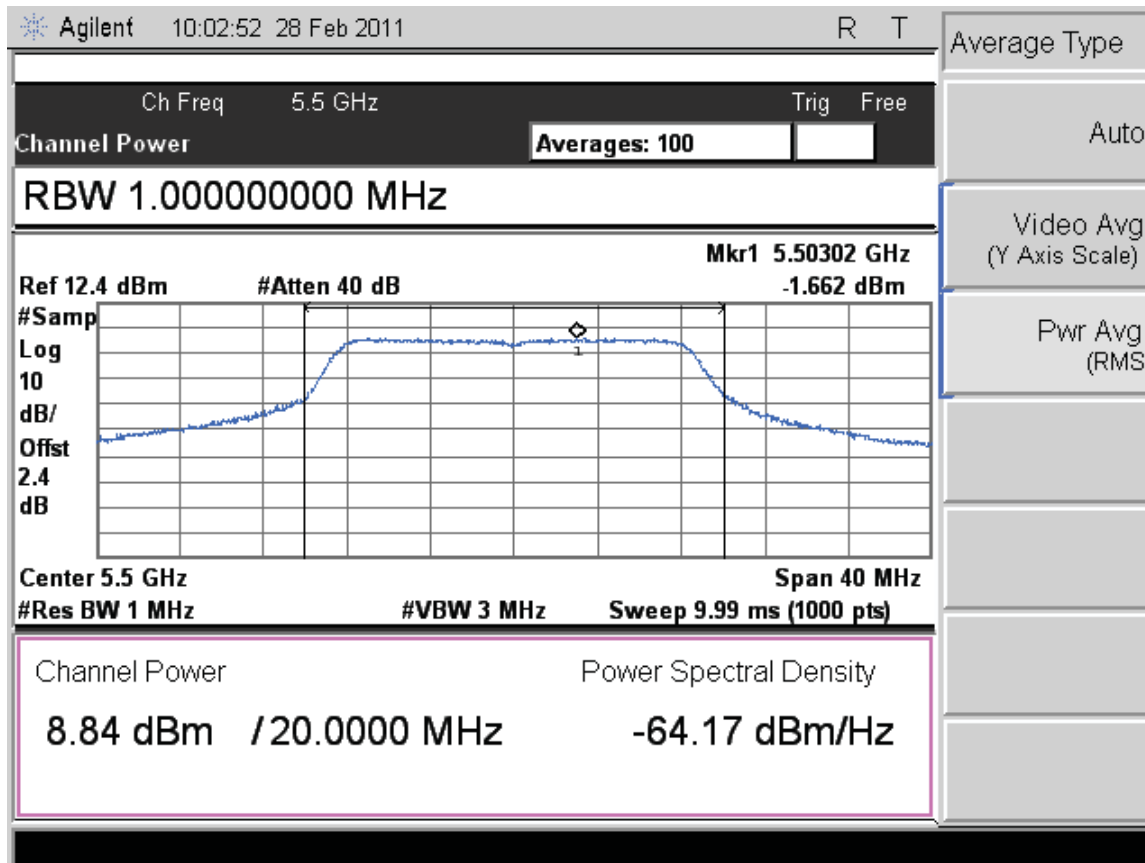 Agilent 10:02:52 28 Feb 2011 R T
Average Type
Ch Freq 5.5 GHz Trig Free
Channel Power Averages: 100
Auto
RBW 1.000000000 MHz
Video Avg
(Y Axis Scale)
Mkr1 5.50302 GHz
Ref 12.4 dBm #Atten 40 dB -1.662 dBm
#Samp
Log
10
dB/
Offst
2.4
dB
1
Pwr Avg
(RMS
Center 5.5 GHz Span 40 MHz
#Res BW 1 MHz #VBW 3 MHz Sweep 9.99 ms (1000 pts)
Channel Power Power Spectral Density
8.84 dBm / 20.0000 MHz -64.17 dBm/Hz